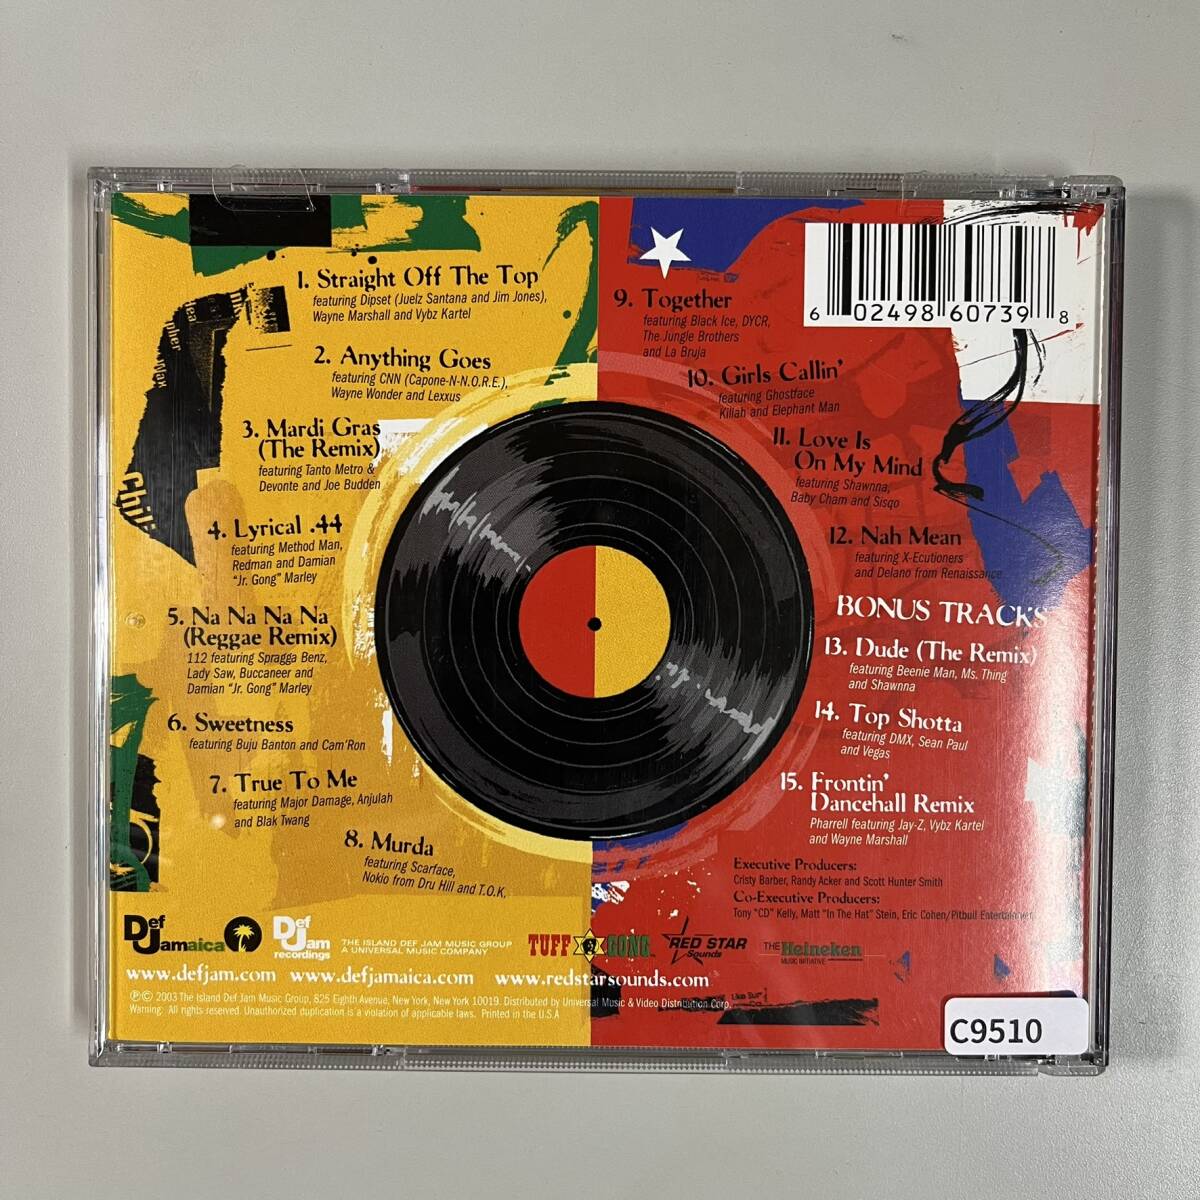 1. Straight Off The Top
featuring Dipset (Juelz Santana and Jim Jones),
Wayne Marshall and Vybz Kartel
2. Anything Goes
featuring CNN (Capone-N-N.O.R.E.),
Wayne Wonder and Lexxus
3. Mardi Gras
(The Remix)
featuring Tanto Metro &
Devonte and Joe Budden
4. Lyrical .44
featuring Method Man,
Redman and Damian
"Jr. Gong" Marley
5. Na Na Na Na
(Reggae Remix)
112 featuring Spragga Benz,
Lady Saw, Buccaneer and
Damian "Jr. Gong" Marley
6. Sweetness
featuring Buju Banton and Cam'Ron
7. True To Me
featuring Major Damage, Anjulah
and Blak Twang
8. Murda
featuring Scarface,
Nokio from Dru Hill and T.O.K.
6 02498 60739 8
9. Together
featuring Black Ice, DYCR,
The Jungle Brothers
and La Bruja
10. Girls Callin'
featuring Ghostface
Killah and Elephant Man
11. Love Is
On My Mind
featuring Shawnna,
Baby Cham and Sisqo
12. Nah Mean
featuring X-Ecutioners
and Delano from Renaissance
BONUS TRACKS
13. Dude (The Remix)
featuring Beenie Man, Ms. Thing
and Shawnna
14. Top Shotta
featuring DMX, Sean Paul
and Vegas
15. Frontin'
Dancehall Remix
Pharrell featuring Jay-Z, Vybz Kartel
and Wayne Marshall
Executive Producers:
Cristy Barber, Randy Acker and Scott Hunter Smith
Co-Executive Producers:
Tony "CD" Kelly, Matt "In The Hat" Stein, Eric Cohen/Pitbull Entertainment
Def
Jamaica
Def
Jam
recordings
THE ISLAND DEF JAM MUSIC GROUP
A UNIVERSAL MUSIC COMPANY
TUFF GONG
RED STAR
Sounds
THE Heineken
MUSIC INITIATIVE
www.defjam.com www.defjamaica.com www.redstarsounds.com
℗© 2003 The Island Def Jam Music Group, 825 Eighth Avenue, New York, New York 10019. Distributed by Universal Music & Video Distribution Corp.
Warning: All rights reserved. Unauthorized duplication is a violation of applicable laws. Printed in the U.S.A
C9510